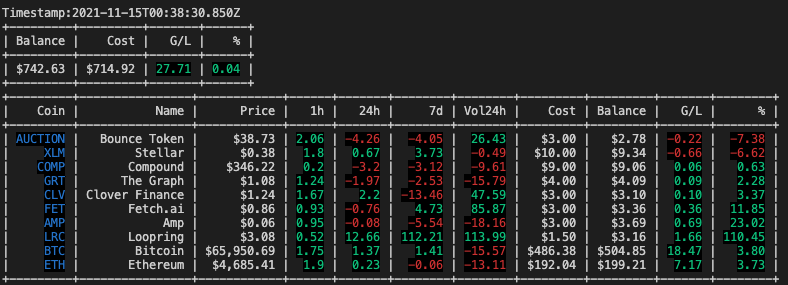 Timestamp:2021-11-15T00:38:30.850Z
| Balance | Cost | G/L | % |
| $742.63 | $714.92 | 27.71 | 0.04 |
| Coin | Name | Price | 1h | 24h | 7d | Vol24h | Cost | Balance | G/L | % |
| AUCTION | Bounce Token | $38.73 | 2.06 | -4.26 | -4.05 | 26.43 | $3.00 | $2.78 | -0.22 | -7.38 |
| XLM | Stellar | $0.38 | 1.8 | 0.67 | 3.73 | -0.49 | $10.00 | $9.34 | -0.66 | -6.62 |
| COMP | Compound | $346.22 | 0.2 | -3.2 | -3.12 | -9.61 | $9.00 | $9.06 | 0.06 | 0.63 |
| GRT | The Graph | $1.08 | 1.24 | -1.97 | -2.53 | -15.79 | $4.00 | $4.09 | 0.09 | 2.28 |
| CLV | Clover Finance | $1.24 | 1.67 | 2.2 | -13.46 | 47.59 | $3.00 | $3.10 | 0.10 | 3.37 |
| FET | Fetch.ai | $0.86 | 0.93 | -0.76 | 4.73 | 85.87 | $3.00 | $3.36 | 0.36 | 11.85 |
| AMP | Amp | $0.06 | 0.95 | -0.08 | -5.54 | -18.16 | $3.00 | $3.69 | 0.69 | 23.02 |
| LRC | Loopring | $3.08 | 0.52 | 12.66 | 112.21 | 113.99 | $1.50 | $3.16 | 1.66 | 110.45 |
| BTC | Bitcoin | $65,950.69 | 1.75 | 1.37 | 1.41 | -15.57 | $486.38 | $504.85 | 18.47 | 3.80 |
| ETH | Ethereum | $4,685.41 | 1.9 | 0.23 | -0.06 | -13.11 | $192.04 | $199.21 | 7.17 | 3.73 |